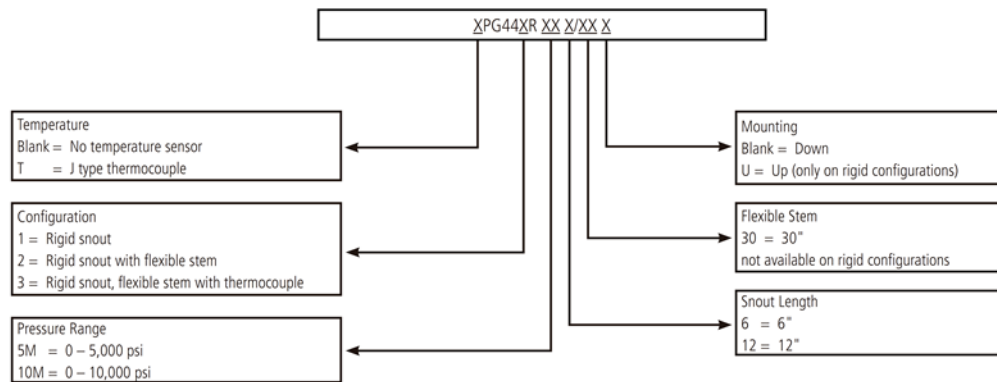 XPG44XR XX X/XX X
Temperature
Blank = No temperature sensor
T = J type thermocouple
Configuration
1 = Rigid snout
2 = Rigid snout with flexible stem
3 = Rigid snout, flexible stem with thermocouple
Pressure Range
5M = 0 – 5,000 psi
10M = 0 – 10,000 psi
Mounting
Blank = Down
U = Up (only on rigid configurations)
Flexible Stem
30 = 30"
not available on rigid configurations
Snout Length
6 = 6"
12 = 12"